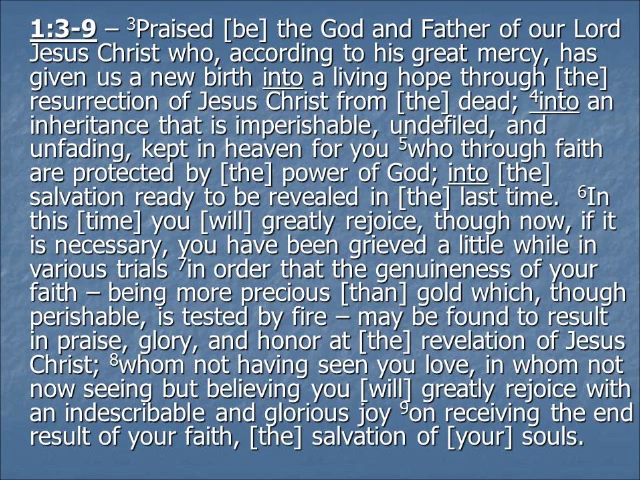 1:3-9 – ³Praised [be] the God and Father of our Lord
Jesus Christ who, according to his great mercy, has
given us a new birth into a living hope through [the]
resurrection of Jesus Christ from [the] dead; ⁴into an
inheritance that is imperishable, undefiled, and
unfading, kept in heaven for you ⁵who through faith
are protected by [the] power of God; into [the]
salvation ready to be revealed in [the] last time. ⁶In
this [time] you [will] greatly rejoice, though now, if it
is necessary, you have been grieved a little while in
various trials ⁷in order that the genuineness of your
faith – being more precious [than] gold which, though
perishable, is tested by fire – may be found to result
in praise, glory, and honor at [the] revelation of Jesus
Christ; ⁸whom not having seen you love, in whom not
now seeing but believing you [will] greatly rejoice with
an indescribable and glorious joy ⁹on receiving the end
result of your faith, [the] salvation of [your] souls.